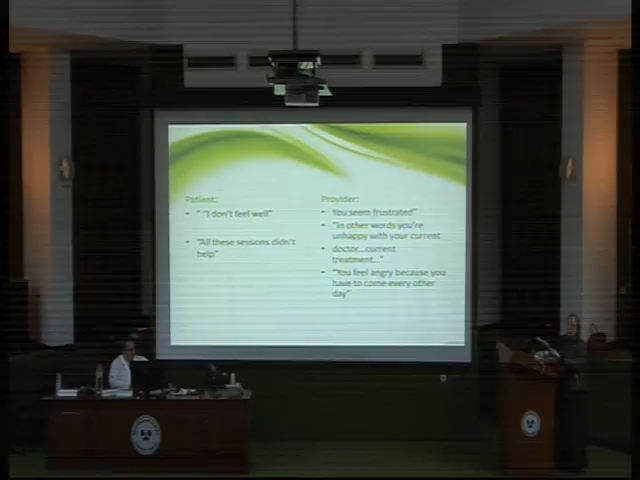 Patient:
• " "I don't feel well"
• "All these sessions didn't
help"
Provider:
• You seem frustrated"
• "In other words you're
unhappy with your current
• doctor...current
treatment..."
• "You feel angry because you
have to come every other
day"